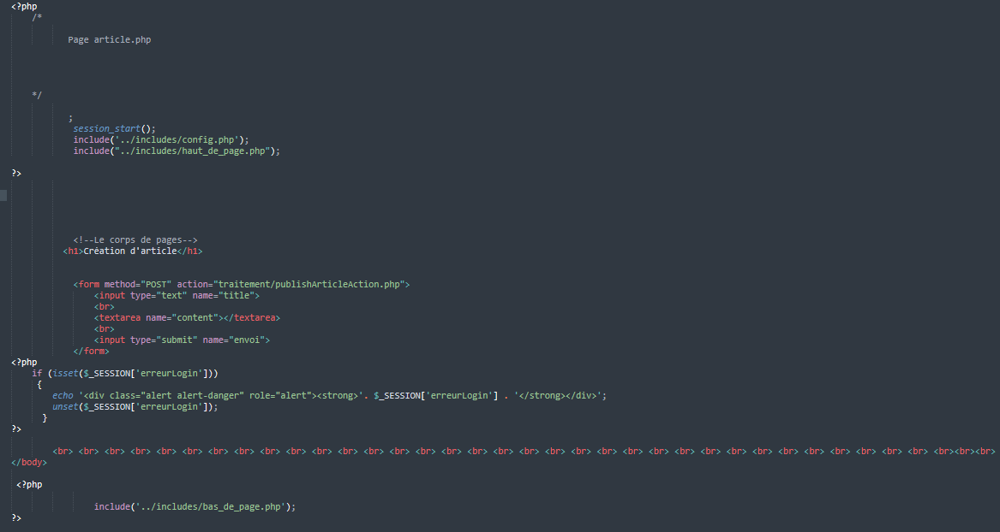 <?php
/*
Page article.php
*/
;
session_start();
include('../includes/config.php');
include("../includes/haut_de_page.php");
?>
<!--Le corps de pages-->
<h1>Création d'article</h1>
<form method="POST" action="traitement/publishArticleAction.php">
<input type="text" name="title">
<br>
<textarea name="content"></textarea>
<br>
<input type="submit" name="envoi">
</form>
<?php
if (isset($_SESSION['erreurLogin']))
{
echo '<div class="alert alert-danger" role="alert"><strong>'. $_SESSION['erreurLogin'] . '</strong></div>';
unset($_SESSION['erreurLogin']);
}
?>
<br> <br> <br> <br> <br> <br> <br> <br> <br> <br> <br> <br> <br> <br> <br> <br> <br> <br> <br> <br> <br> <br> <br> <br> <br> <br> <br> <br> <br> <br> <br> <br> <br> <br> <br><br><br>
</body>
<?php
include('../includes/bas_de_page.php');
?>